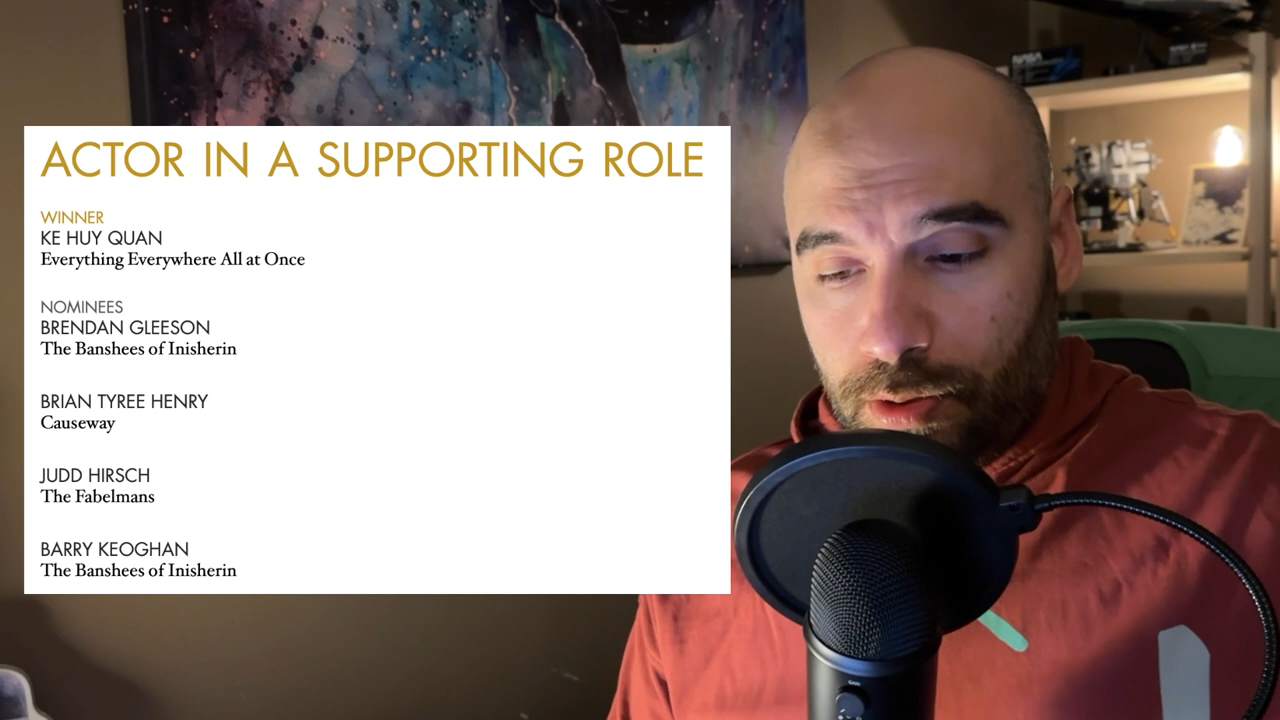 ACTOR IN A SUPPORTING ROLE
WINNER
KE HUY QUAN
Everything Everywhere All at Once
NOMINEES
BRENDAN GLEESON
The Banshees of Inisherin
BRIAN TYREE HENRY
Causeway
JUDD HIRSCH
The Fabelmans
BARRY KEOGHAN
The Banshees of Inisherin